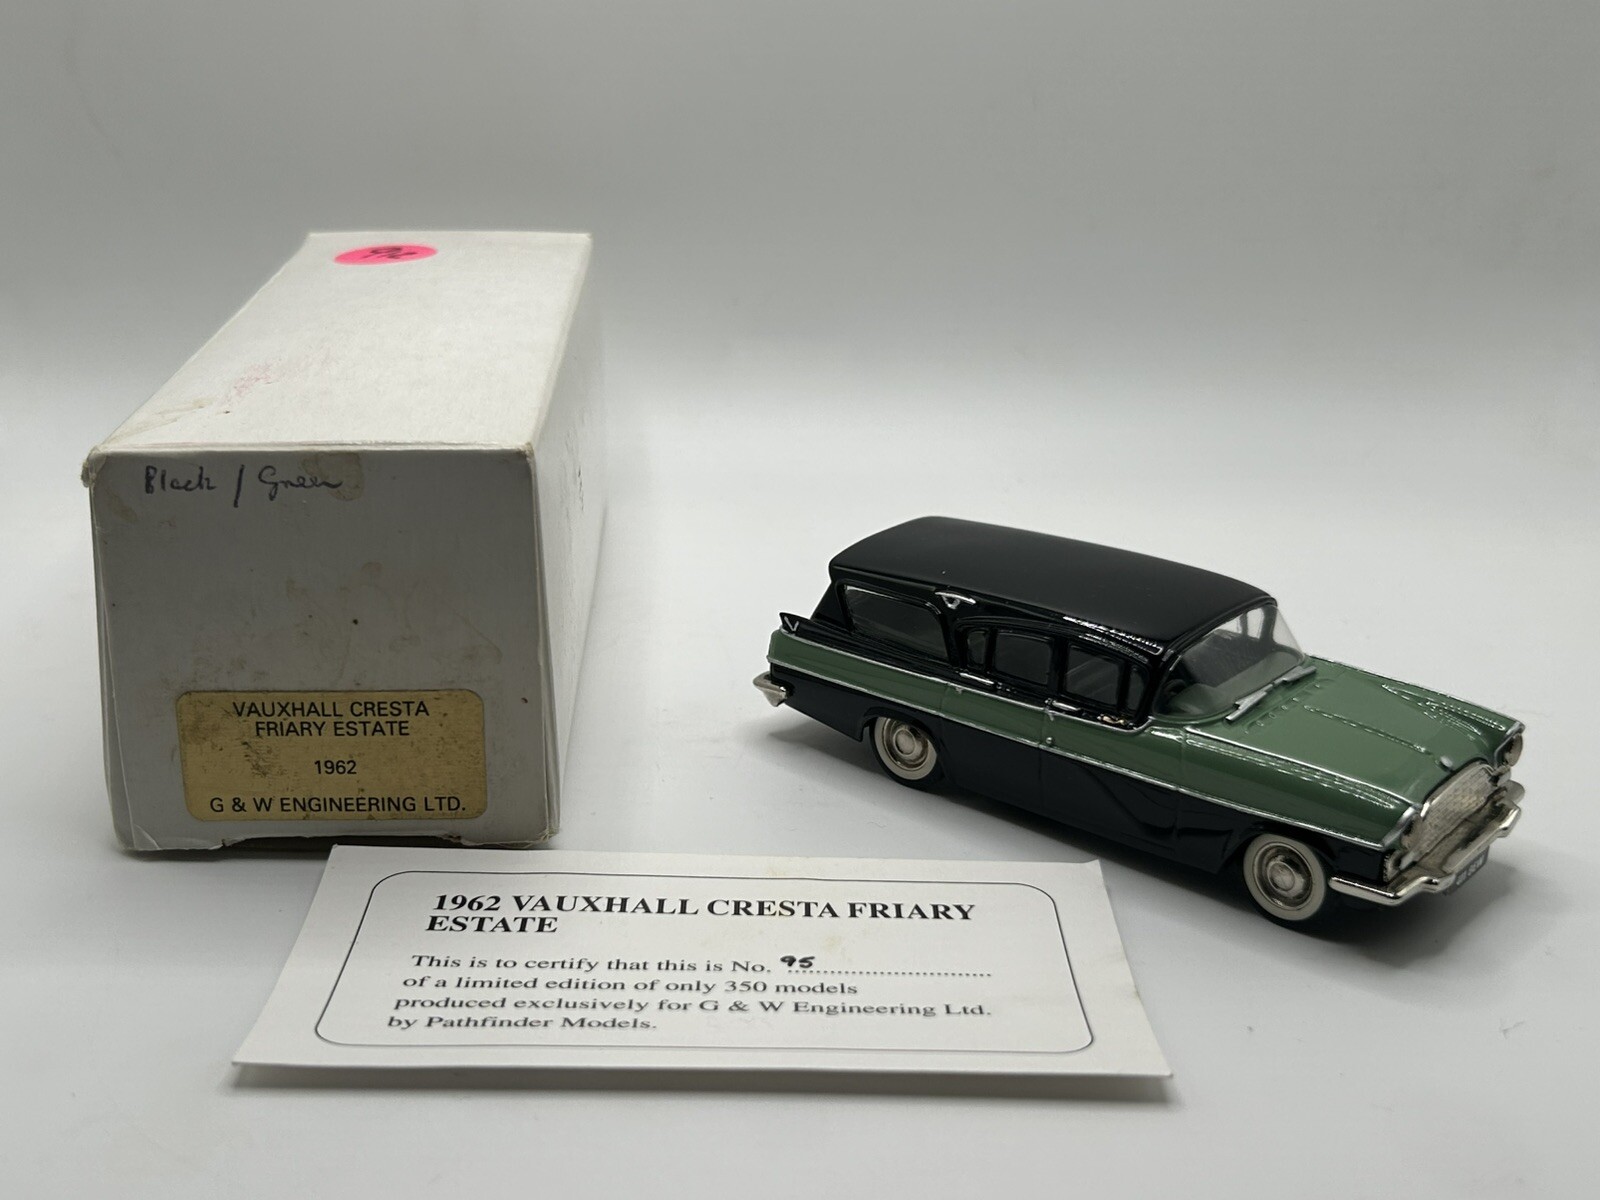 Black / Green
VAUXHALL CRESTA
FRIARY ESTATE
1962
G & W ENGINEERING LTD.
1962 VAUXHALL CRESTA FRIARY
ESTATE
This is to certify that this is No. 95
of a limited edition of only 350 models
produced exclusively for G & W Engineering Ltd.
by Pathfinder Models.